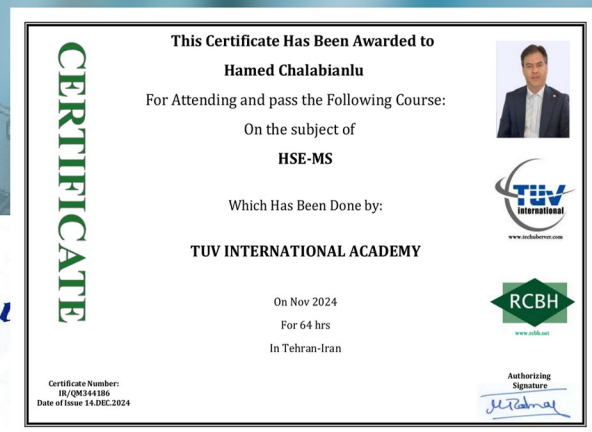 CERTIFICATE
This Certificate Has Been Awarded to
Hamed Chalabianlu
For Attending and pass the Following Course:
On the subject of
HSE-MS
Which Has Been Done by:
TUV INTERNATIONAL ACADEMY
On Nov 2024
For 64 hrs
In Tehran-Iran
Certificate Number:
IR/QM344186
Date of Issue 14.DEC.2024
TÜV
international
www.techuberver.com
RCBH
www.rcbh.net
Authorizing
Signature